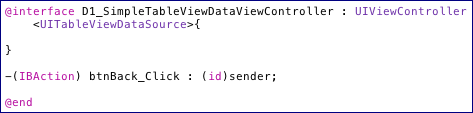 @interface D1_SimpleTableViewDataViewController : UIViewController
<UITableViewDataSource>{
}
-(IBAction) btnBack_Click : (id)sender;
@end